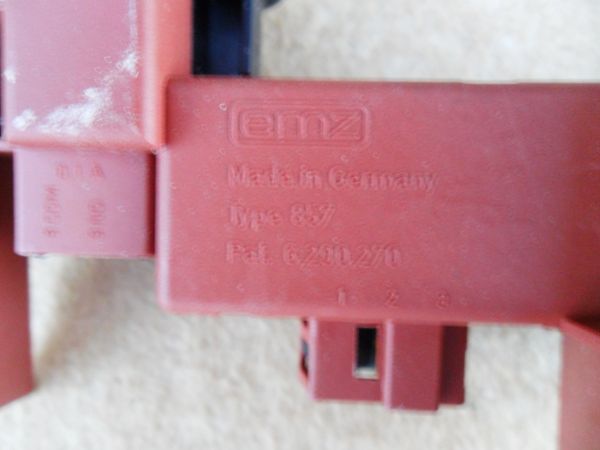 emz
Made in Germany
Type 857
Pat. 6,290,270
1 2 3